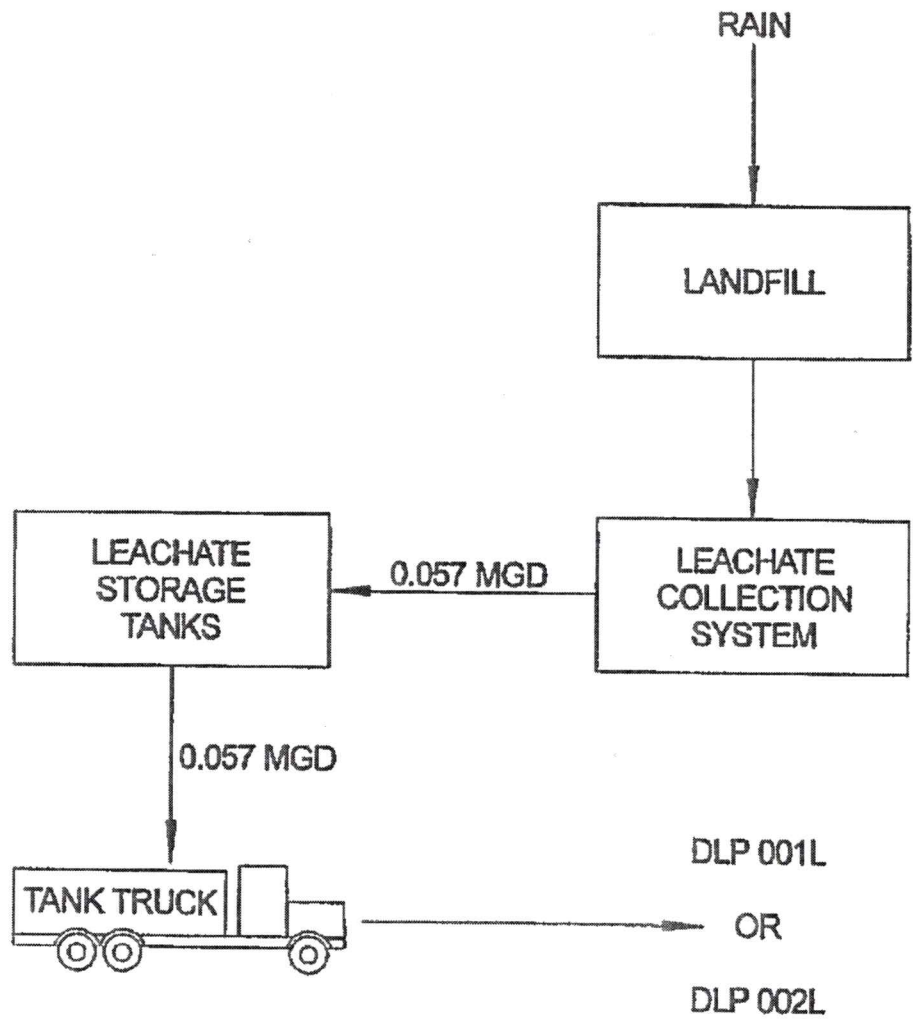 RAIN
LANDFILL
LEACHATE
COLLECTION
SYSTEM
0.057 MGD
LEACHATE
STORAGE
TANKS
0.057 MGD
TANK TRUCK
DLP 001L
OR
DLP 002L